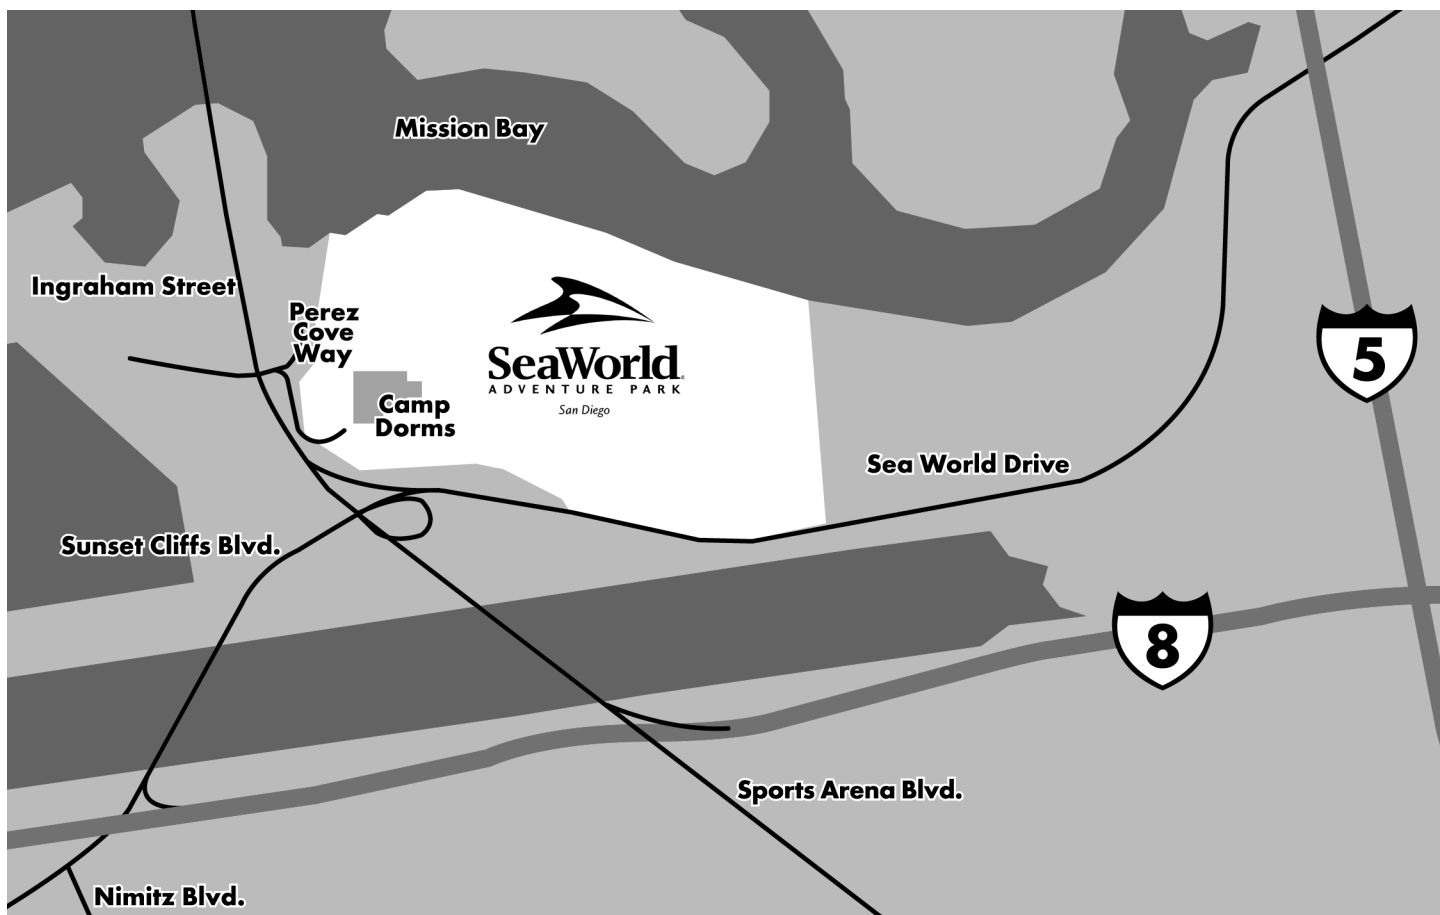 Mission Bay
Ingraham Street
Perez
Cove
Way
SeaWorld
ADVENTURE PARK
San Diego
Camp
Dorms
5
Sea World Drive
Sunset Cliffs Blvd.
8
Sports Arena Blvd.
Nimitz Blvd.